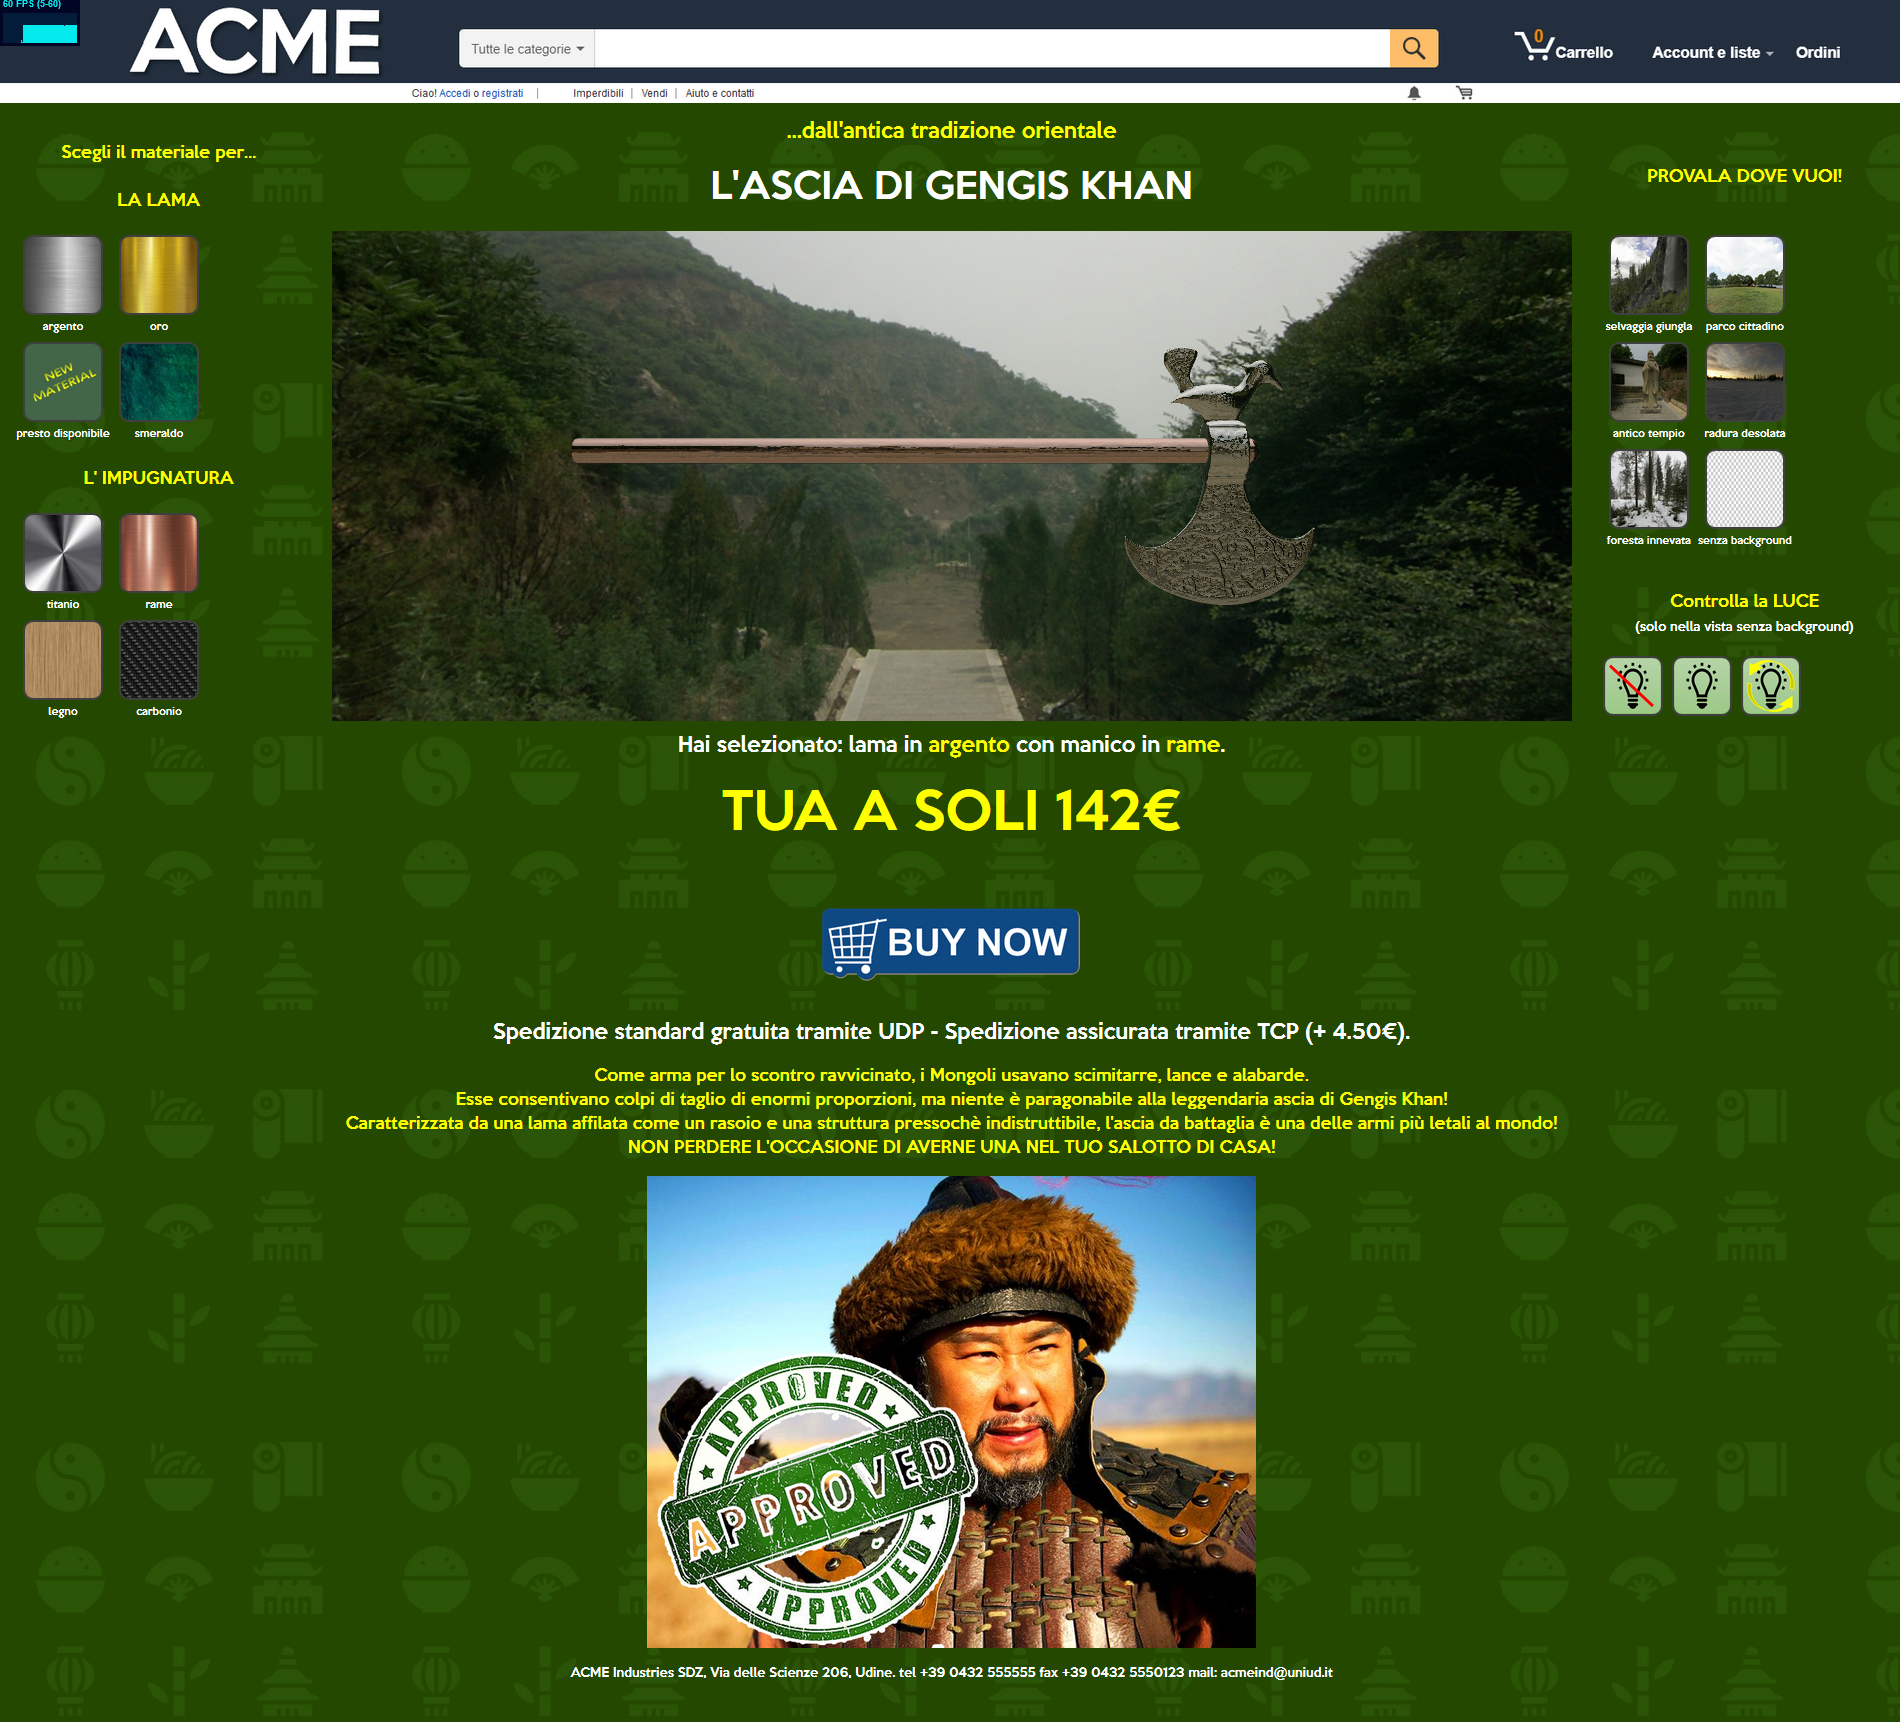 60 FPS (5-60)
ACME
Tutte le categorie
0
Carrello
Account e liste
Ordini
Ciao! Accedi o registrati | Imperdibili | Vendi | Aiuto e contatti
...dall'antica tradizione orientale
L'ASCIA DI GENGIS KHAN
Scegli il materiale per...
LA LAMA
argento
oro
NEW
MATERIAL
presto disponibile
smeraldo
L' IMPUGNATURA
titanio
rame
legno
carbonio
PROVALA DOVE VUOI!
selvaggia giungla
parco cittadino
antico tempio
radura desolata
foresta innevata
senza background
Controlla la LUCE
(solo nella vista senza background)
Hai selezionato: lama in argento con manico in rame.
TUA A SOLI 142€
BUY NOW
Spedizione standard gratuita tramite UDP - Spedizione assicurata tramite TCP (+ 4.50€).
Come arma per lo scontro ravvicinato, i Mongoli usavano scimitarre, lance e alabarde.
Esse consentivano colpi di taglio di enormi proporzioni, ma niente è paragonabile alla leggendaria ascia di Gengis Khan!
Caratterizzata da una lama affilata come un rasoio e una struttura pressochè indistruttibile, l'ascia da battaglia è una delle armi più letali al mondo!
NON PERDERE L'OCCASIONE DI AVERNE UNA NEL TUO SALOTTO DI CASA!
APPROVED
APPROVED
APPROVED
ACME Industries SDZ, Via delle Scienze 206, Udine. tel +39 0432 555555 fax +39 0432 5550123 mail: acmeind@uniud.it